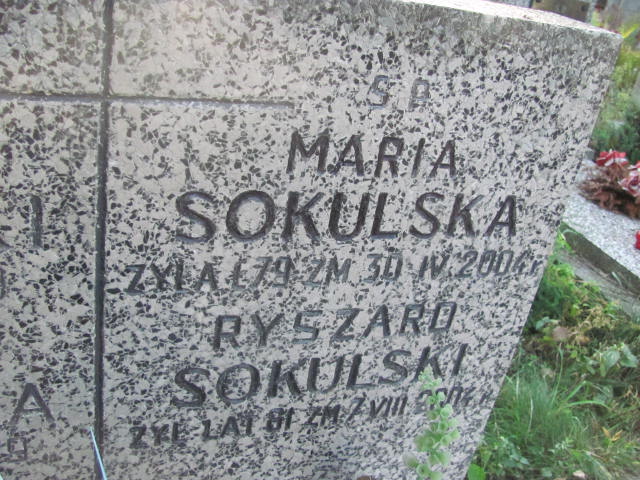 S P
MARIA
SOKULSKA
ŻYŁA L.79 ZM 30 IV 2004 r
RYSZARD
SOKULSKI
ŻYŁ LAT 81 ZM 7 VIII